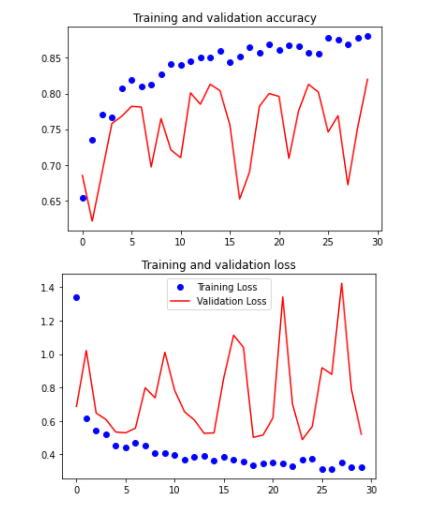 Training and validation accuracy
0.85
0.80
0.75
0.70
0.65
0 5 10 15 20 25 30
Training and validation loss
Training Loss
Validation Loss
1.4
1.2
1.0
0.8
0.6
0.4
0 5 10 15 20 25 30